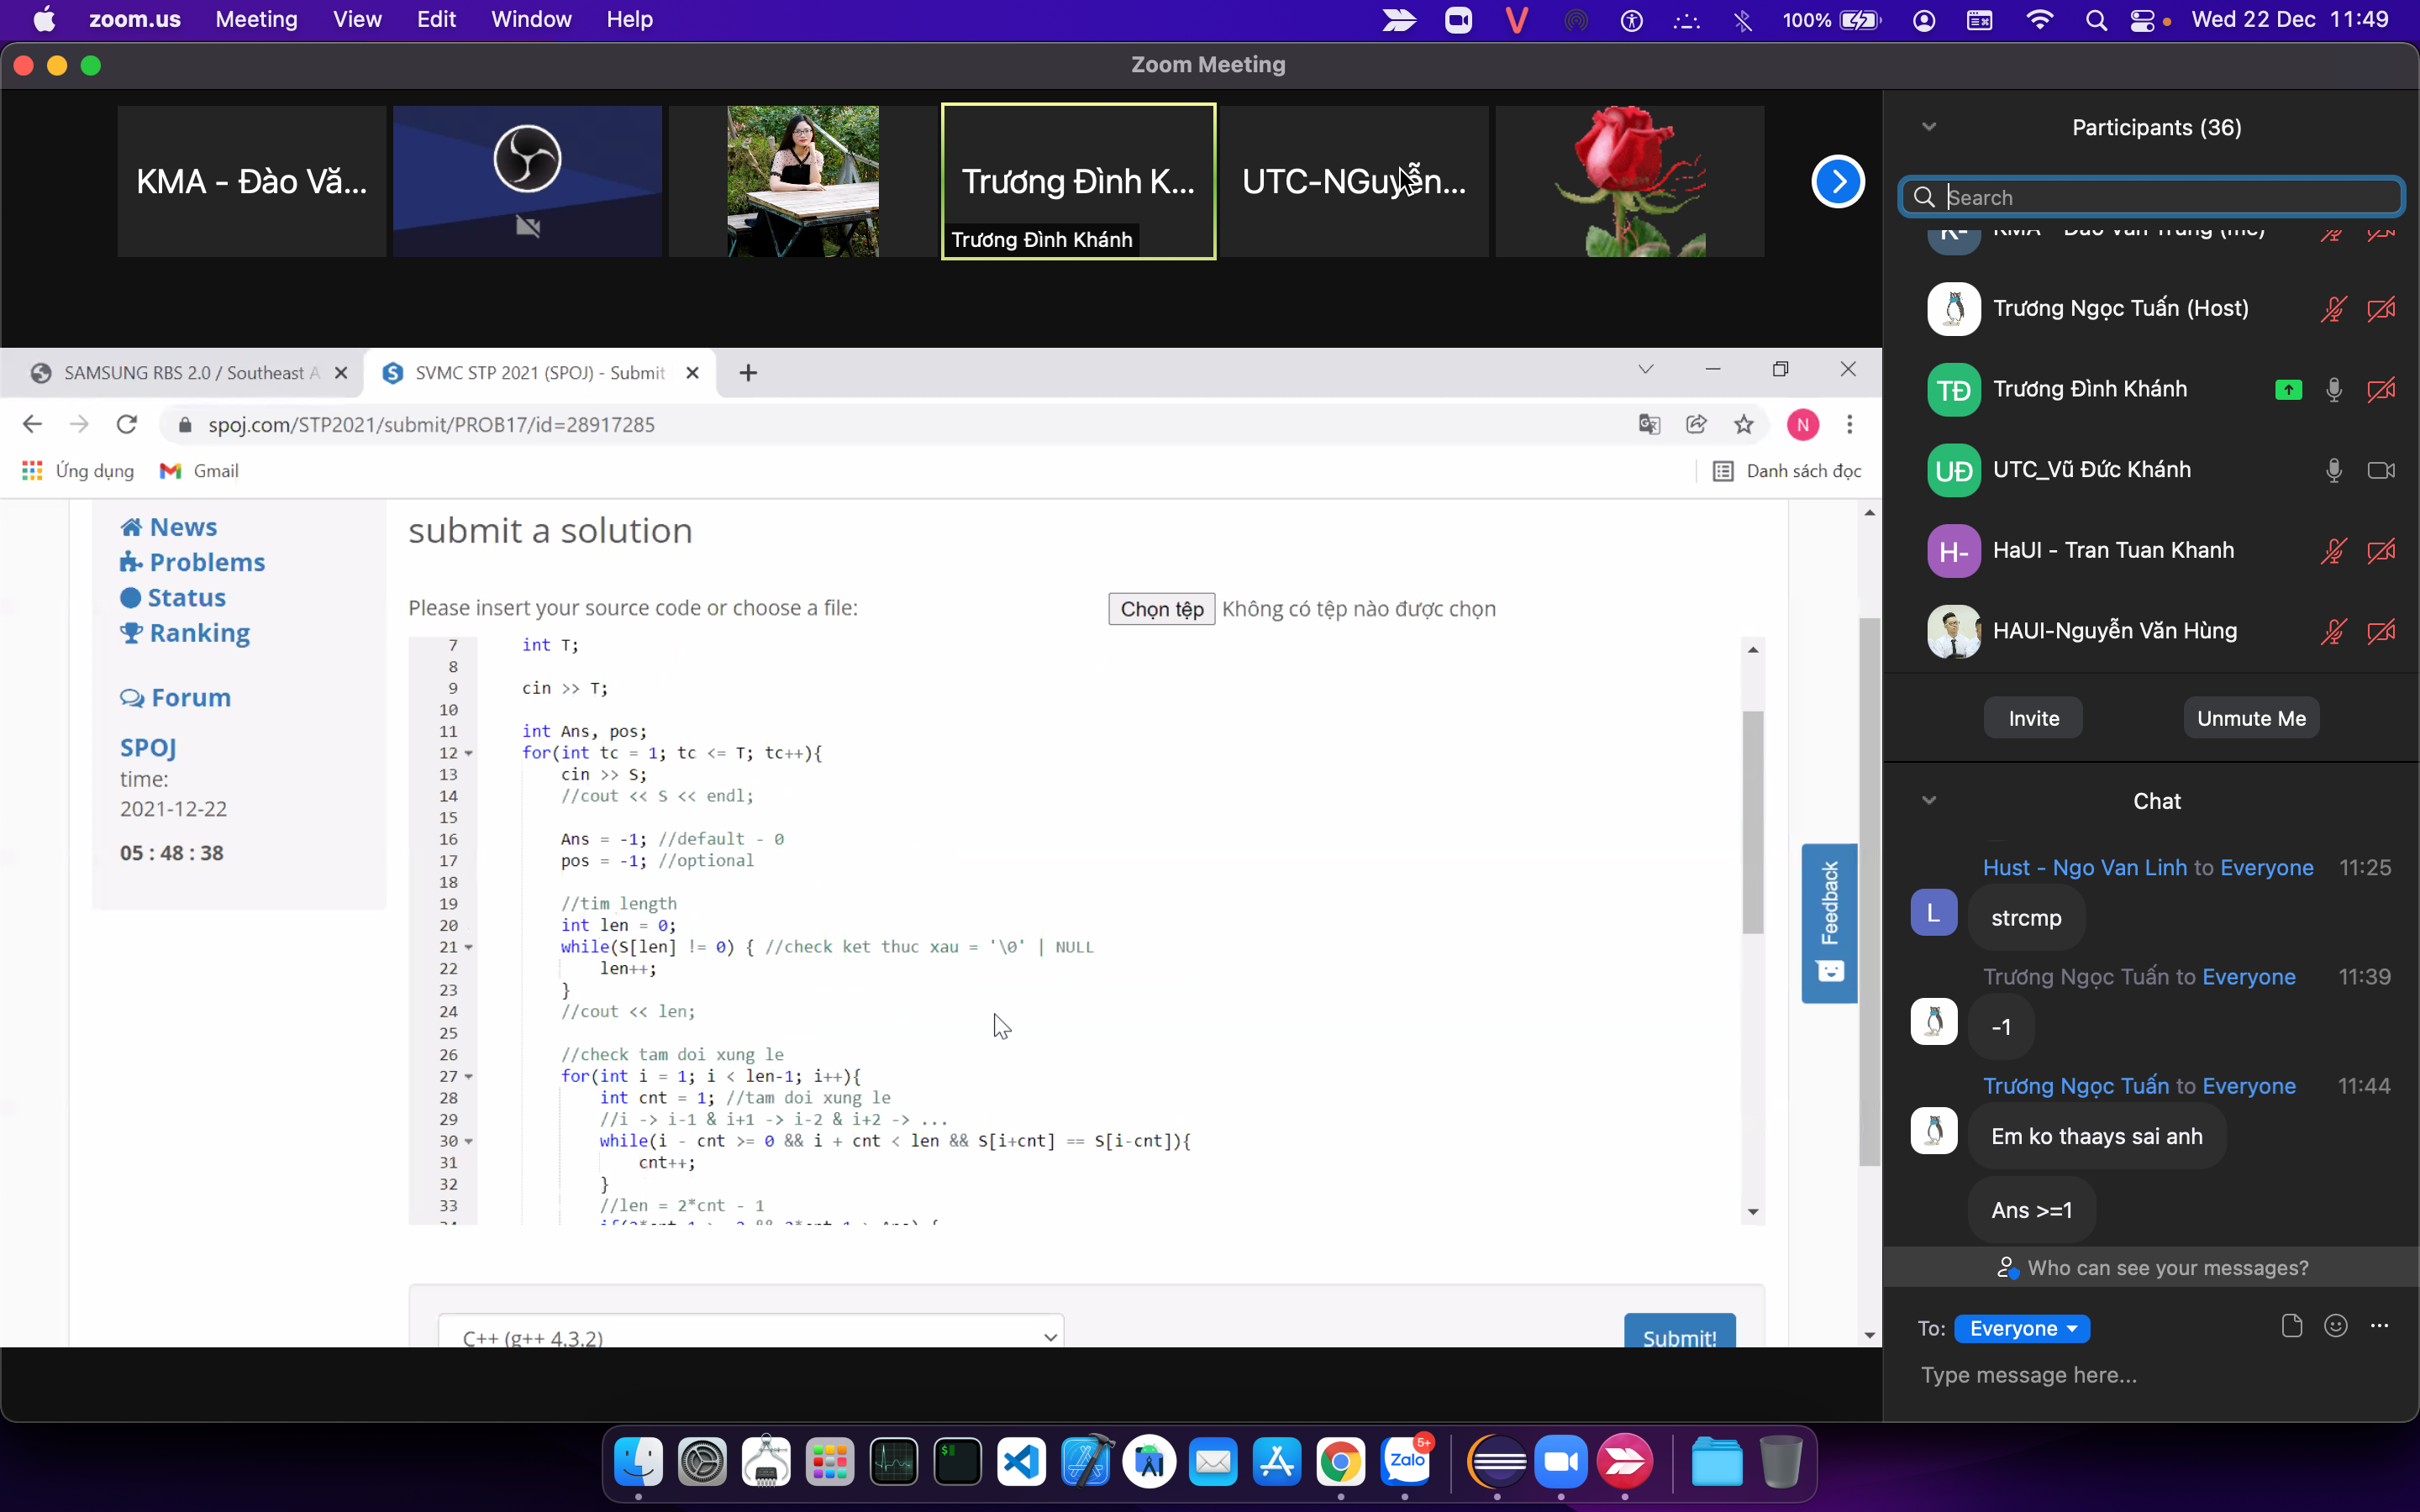 zoom.us Meeting View Edit Window Help
100% Wed 22 Dec 11:49
Zoom Meeting
KMA - Đào Vă...
Trương Đình K...
Trương Đình Khánh
UTC-NGuyễn...
SAMSUNG RBS 2.0 / Southeast A
SVMC STP 2021 (SPOJ) - Submit
spoj.com/STP2021/submit/PROB17/id=28917285
N
Ứng dụng
Gmail
Danh sách đọc
News
Problems
Status
Ranking
Forum
SPOJ
time:
2021-12-22
05 : 48 : 38
submit a solution
Please insert your source code or choose a file:
Chọn tệp Không có tệp nào được chọn
7 int T;
8
9 cin >> T;
10
11 int Ans, pos;
12 for(int tc = 1; tc <= T; tc++){
13 cin >> S;
14 //cout << S << endl;
15
16 Ans = -1; //default - 0
17 pos = -1; //optional
18
19 //tim length
20 int len = 0;
21 while(S[len] != 0) { //check ket thuc xau = '\0' | NULL
22 len++;
23 }
24 //cout << len;
25
26 //check tam doi xung le
27 for(int i = 1; i < len-1; i++){
28 int cnt = 1; //tam doi xung le
29 //i -> i-1 & i+1 -> i-2 & i+2 -> ...
30 while(i - cnt >= 0 && i + cnt < len && S[i+cnt] == S[i-cnt]){
31 cnt++;
32 }
33 //len = 2*cnt - 1
C++ (g++ 4.3.2)
Submit!
Feedback
Participants (36)
Search
K- KMA - Đào Văn Trung (me)
Trương Ngọc Tuấn (Host)
TĐ Trương Đình Khánh
UĐ UTC_Vũ Đức Khánh
H- HaUI - Tran Tuan Khanh
HAUI-Nguyễn Văn Hùng
Invite
Unmute Me
Chat
Hust - Ngo Van Linh to Everyone 11:25
L strcmp
Trương Ngọc Tuấn to Everyone 11:39
-1
Trương Ngọc Tuấn to Everyone 11:44
Em ko thaays sai anh
Ans >=1
Who can see your messages?
To: Everyone
Type message here...
Zalo
5+